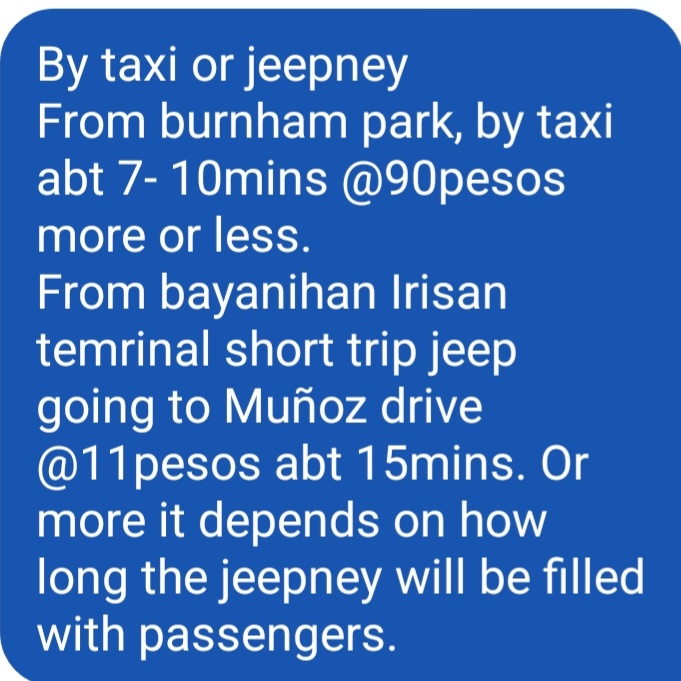 By taxi or jeepney
From burnham park, by taxi
abt 7- 10mins @90pesos
more or less.
From bayanihan Irisan
temrinal short trip jeep
going to Muñoz drive
@11pesos abt 15mins. Or
more it depends on how
long the jeepney will be filled
with passengers.